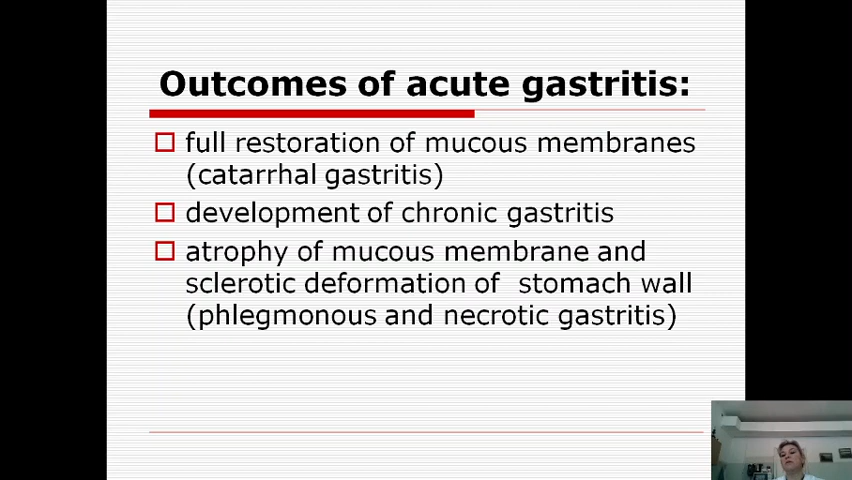 Outcomes of acute gastritis:
full restoration of mucous membranes
(catarrhal gastritis)
development of chronic gastritis
atrophy of mucous membrane and
sclerotic deformation of stomach wall
(phlegmonous and necrotic gastritis)